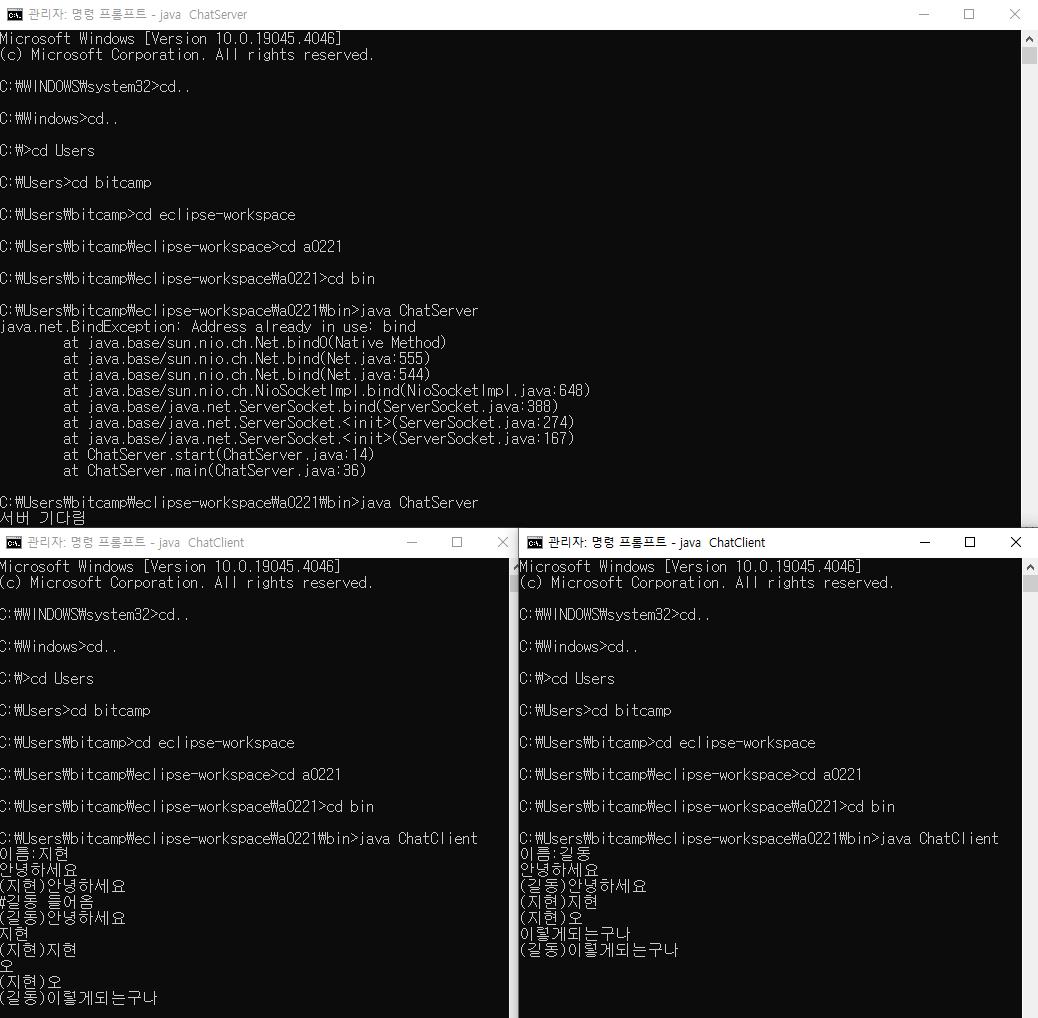 관리자: 명령 프롬프트 - java  ChatServer
Microsoft Windows [Version 10.0.19045.4046]
(c) Microsoft Corporation. All rights reserved.
C:\WINDOWS\system32>cd..
C:\Windows>cd..
C:\>cd Users
C:\Users>cd bitcamp
C:\Users\bitcamp>cd eclipse-workspace
C:\Users\bitcamp\eclipse-workspace>cd a0221
C:\Users\bitcamp\eclipse-workspace\a0221>cd bin
C:\Users\bitcamp\eclipse-workspace\a0221\bin>java ChatServer
java.net.BindException: Address already in use: bind
        at java.base/sun.nio.ch.Net.bind0(Native Method)
        at java.base/sun.nio.ch.Net.bind(Net.java:555)
        at java.base/sun.nio.ch.Net.bind(Net.java:544)
        at java.base/sun.nio.ch.NioSocketImpl.bind(NioSocketImpl.java:648)
        at java.base/java.net.ServerSocket.bind(ServerSocket.java:388)
        at java.base/java.net.ServerSocket.<init>(ServerSocket.java:274)
        at java.base/java.net.ServerSocket.<init>(ServerSocket.java:167)
        at ChatServer.start(ChatServer.java:14)
        at ChatServer.main(ChatServer.java:36)
C:\Users\bitcamp\eclipse-workspace\a0221\bin>java ChatServer
서버 기다림
관리자: 명령 프롬프트 - java  ChatClient
Microsoft Windows [Version 10.0.19045.4046]
(c) Microsoft Corporation. All rights reserved.
C:\WINDOWS\system32>cd..
C:\Windows>cd..
C:\>cd Users
C:\Users>cd bitcamp
C:\Users\bitcamp>cd eclipse-workspace
C:\Users\bitcamp\eclipse-workspace>cd a0221
C:\Users\bitcamp\eclipse-workspace\a0221>cd bin
C:\Users\bitcamp\eclipse-workspace\a0221\bin>java ChatClient
이름:지현
안녕하세요
(지현)안녕하세요
#길동 들어옴
(길동)안녕하세요
지현
(지현)지현
오
(지현)오
(길동)이렇게되는구나
관리자: 명령 프롬프트 - java  ChatClient
Microsoft Windows [Version 10.0.19045.4046]
(c) Microsoft Corporation. All rights reserved.
C:\WINDOWS\system32>cd..
C:\Windows>cd..
C:\>cd Users
C:\Users>cd bitcamp
C:\Users\bitcamp>cd eclipse-workspace
C:\Users\bitcamp\eclipse-workspace>cd a0221
C:\Users\bitcamp\eclipse-workspace\a0221>cd bin
C:\Users\bitcamp\eclipse-workspace\a0221\bin>java ChatClient
이름:길동
안녕하세요
(길동)안녕하세요
(지현)지현
(지현)오
이렇게되는구나
(길동)이렇게되는구나